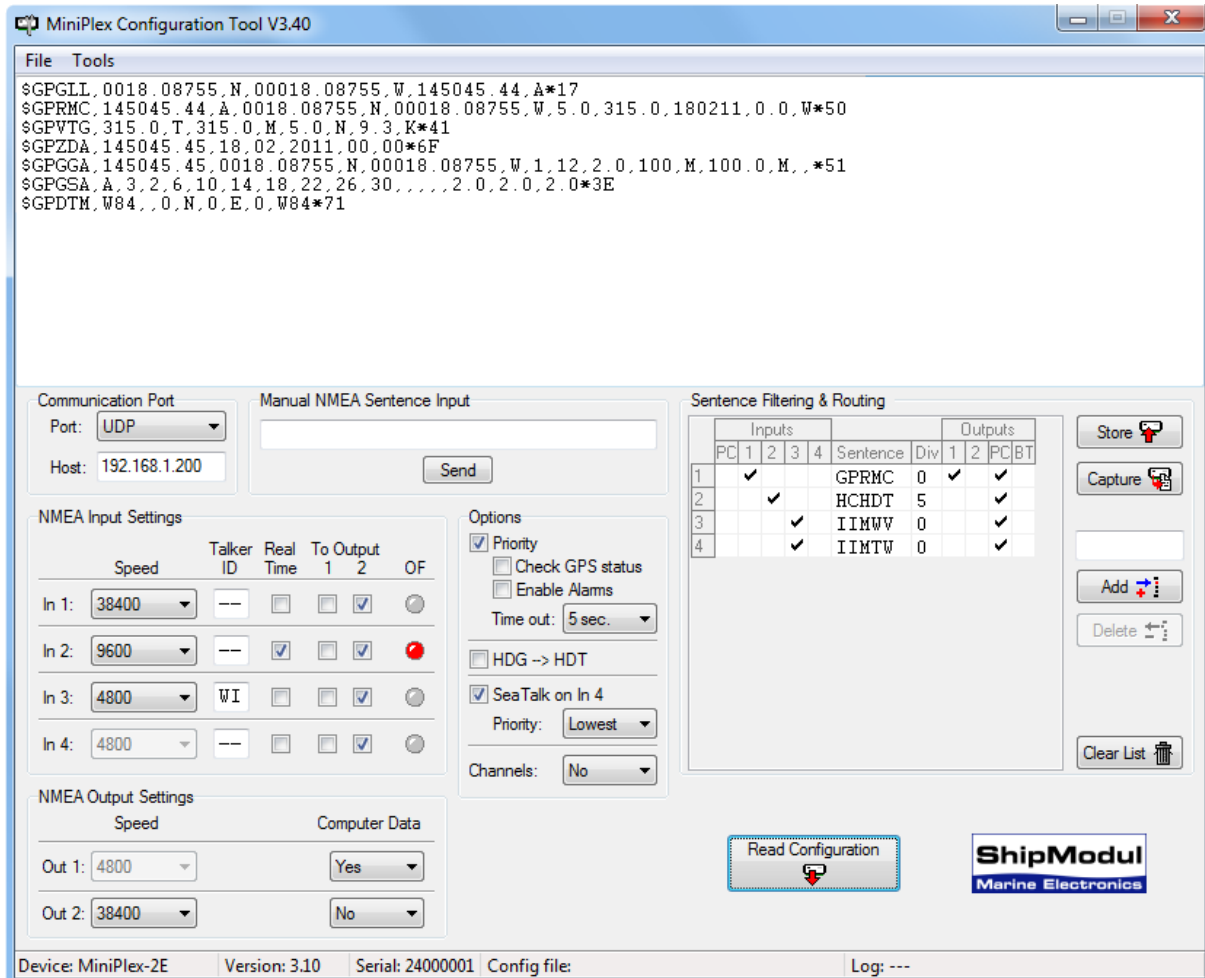 MiniPlex Configuration Tool V3.40
File Tools
$GPGLL,0018.08755,N,00018.08755,W,145045.44,A*17
$GPRMC,145045.44,A,0018.08755,N,00018.08755,W,5.0,315.0,180211,0.0,W*50
$GPVTG,315.0,T,315.0,M,5.0,N,9.3,K*41
$GPZDA,145045.45,18,02,2011,00,00*6F
$GPGGA,145045.45,0018.08755,N,00018.08755,W,1,12,2.0,100,M,100.0,M,,*51
$GPGSA,A,3,2,6,10,14,18,22,26,30,,,,,2.0,2.0,2.0*3E
$GPDTM,W84,,0,N,0,E,0,W84*71
Communication Port
Port: UDP
Host: 192.168.1.200
Manual NMEA Sentence Input
Send
NMEA Input Settings
Speed Talker ID Real Time To Output 1 2 OF
In 1: 38400 --
In 2: 9600 --
In 3: 4800 WI
In 4: 4800 --
Options
Priority
Check GPS status
Enable Alarms
Time out: 5 sec.
HDG --> HDT
SeaTalk on In 4
Priority: Lowest
Channels: No
Sentence Filtering & Routing
Inputs Outputs
PC 1 2 3 4 Sentence Div 1 2 PC BT
1 GPRMC 0
2 HCHDT 5
3 IIMWV 0
4 IIMTW 0
Store
Capture
Add
Delete
Clear List
NMEA Output Settings
Speed Computer Data
Out 1: 4800 Yes
Out 2: 38400 No
Read Configuration
ShipModul
Marine Electronics
Device: MiniPlex-2E Version: 3.10 Serial: 24000001 Config file: Log: ---